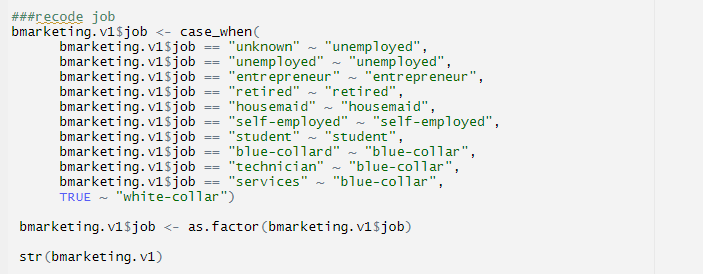 ###recode job
bmarketing.v1$job <- case_when(
bmarketing.v1$job == "unknown" ~ "unemployed",
bmarketing.v1$job == "unemployed" ~ "unemployed",
bmarketing.v1$job == "entrepreneur" ~ "entrepreneur",
bmarketing.v1$job == "retired" ~ "retired",
bmarketing.v1$job == "housemaid" ~ "housemaid",
bmarketing.v1$job == "self-employed" ~ "self-employed",
bmarketing.v1$job == "student" ~ "student",
bmarketing.v1$job == "blue-collard" ~ "blue-collar",
bmarketing.v1$job == "technician" ~ "blue-collar",
bmarketing.v1$job == "services" ~ "blue-collar",
TRUE ~ "white-collar")
bmarketing.v1$job <- as.factor(bmarketing.v1$job)
str(bmarketing.v1)